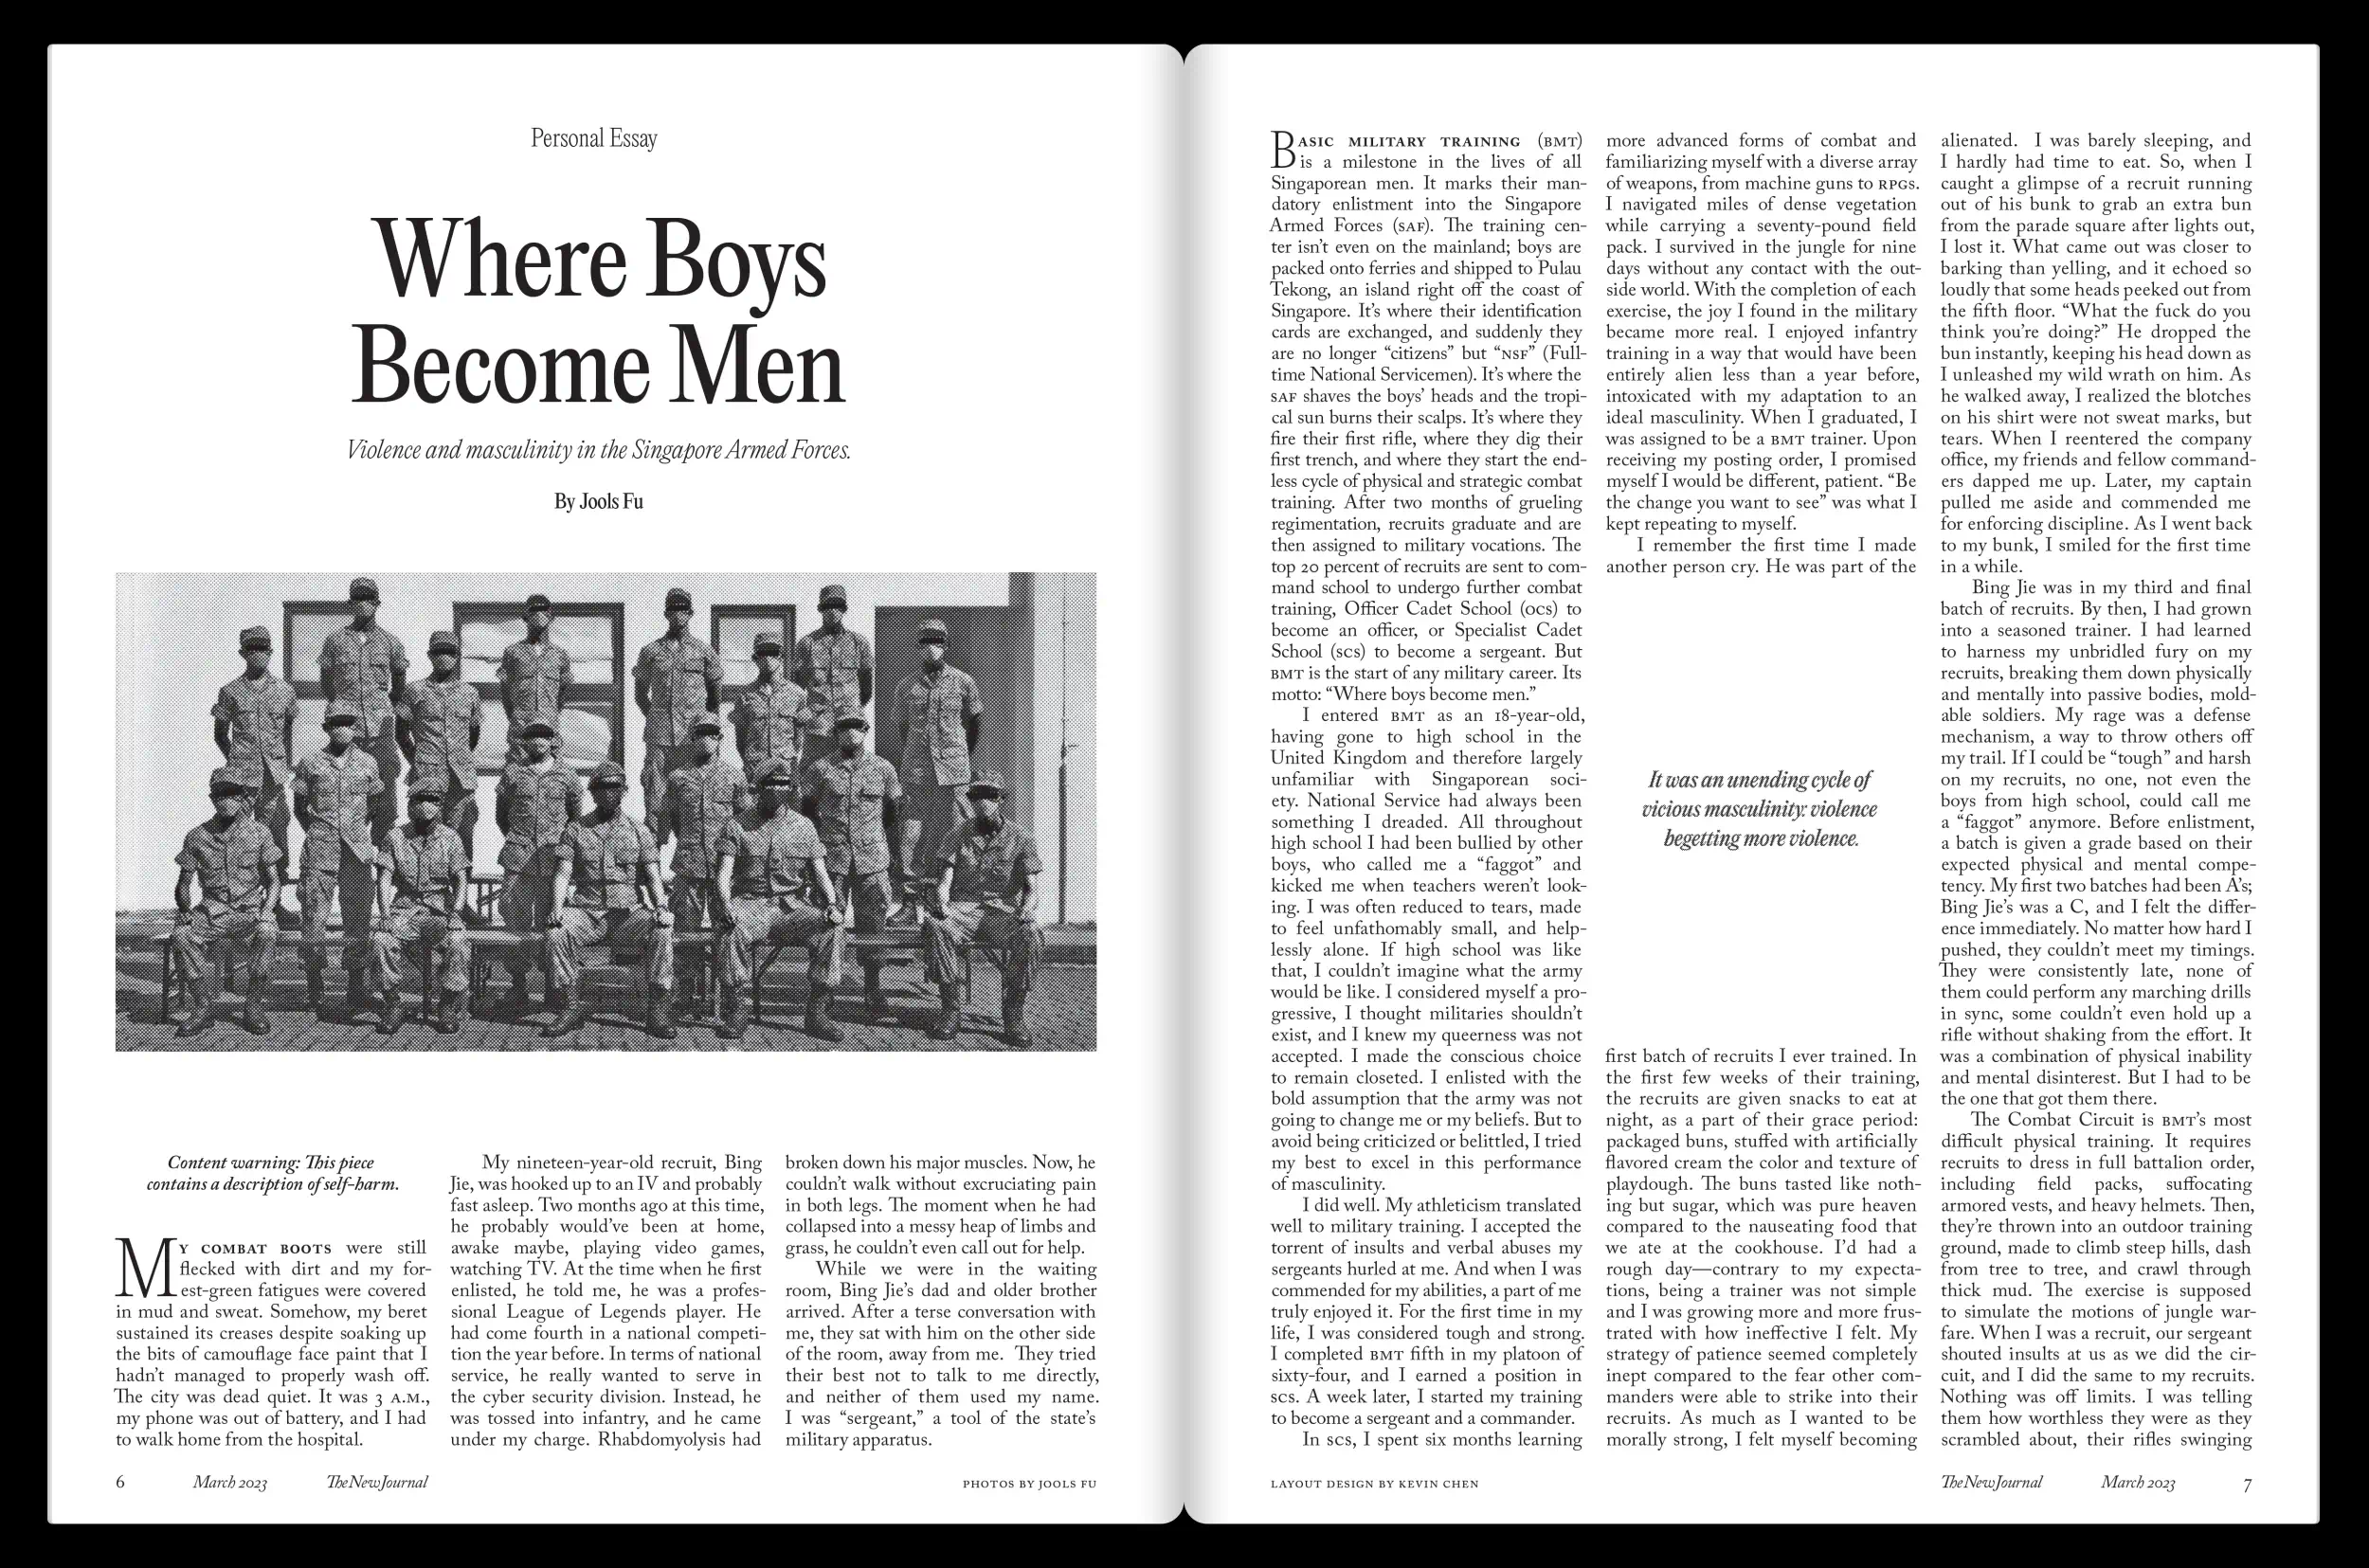 Personal Essay
Where Boys
Become Men
Violence and masculinity in the Singapore Armed Forces.
By Jools Fu
Content warning: This piece
contains a description of self-harm.
MY COMBAT BOOTS were still
flecked with dirt and my for-
est-green fatigues were covered
in mud and sweat. Somehow, my beret
sustained its creases despite soaking up
the bits of camouflage face paint that I
hadn't managed to properly wash off.
The city was dead quiet. It was 3 A.M.,
my phone was out of battery, and I had
to walk home from the hospital.
My nineteen-year-old recruit, Bing
Jie, was hooked up to an IV and probably
fast asleep. Two months ago at this time,
he probably would've been at home,
awake maybe, playing video games,
watching TV. At the time when he first
enlisted, he told me, he was a profes-
sional League of Legends player. He
had come fourth in a national competi-
tion the year before. In terms of national
service, he really wanted to serve in
the cyber security division. Instead, he
was tossed into infantry, and he came
under my charge. Rhabdomyolysis had
broken down his major muscles. Now, he
couldn't walk without excruciating pain
in both legs. The moment when he had
collapsed into a messy heap of limbs and
grass, he couldn't even call out for help.
While we were in the waiting
room, Bing Jie's dad and older brother
arrived. After a terse conversation with
me, they sat with him on the other side
of the room, away from me. They tried
their best not to talk to me directly,
and neither of them used my name.
I was "sergeant," a tool of the state's
military apparatus.
6 March 2023 The New Journal
PHOTOS BY JOOLS FU
BASIC MILITARY TRAINING (BMT)
is a milestone in the lives of all
Singaporean men. It marks their man-
datory enlistment into the Singapore
Armed Forces (SAF). The training cen-
ter isn't even on the mainland; boys are
packed onto ferries and shipped to Pulau
Tekong, an island right off the coast of
Singapore. It's where their identification
cards are exchanged, and suddenly they
are no longer "citizens" but "NSF" (Full-
time National Servicemen). It's where the
SAF shaves the boys' heads and the tropi-
cal sun burns their scalps. It's where they
fire their first rifle, where they dig their
first trench, and where they start the end-
less cycle of physical and strategic combat
training. After two months of grueling
regimentation, recruits graduate and are
then assigned to military vocations. The
top 20 percent of recruits are sent to com-
mand school to undergo further combat
training, Officer Cadet School (OCS) to
become an officer, or Specialist Cadet
School (SCS) to become a sergeant. But
BMT is the start of any military career. Its
motto: "Where boys become men."
I entered BMT as an 18-year-old,
having gone to high school in the
United Kingdom and therefore largely
unfamiliar with Singaporean soci-
ety. National Service had always been
something I dreaded. All throughout
high school I had been bullied by other
boys, who called me a "faggot" and
kicked me when teachers weren't look-
ing. I was often reduced to tears, made
to feel unfathomably small, and help-
lessly alone. If high school was like
that, I couldn't imagine what the army
would be like. I considered myself a pro-
gressive, I thought militaries shouldn't
exist, and I knew my queerness was not
accepted. I made the conscious choice
to remain closeted. I enlisted with the
bold assumption that the army was not
going to change me or my beliefs. But to
avoid being criticized or belittled, I tried
my best to excel in this performance
of masculinity.
I did well. My athleticism translated
well to military training. I accepted the
torrent of insults and verbal abuses my
sergeants hurled at me. And when I was
commended for my abilities, a part of me
truly enjoyed it. For the first time in my
life, I was considered tough and strong.
I completed BMT fifth in my platoon of
sixty-four, and I earned a position in
SCS. A week later, I started my training
to become a sergeant and a commander.
In SCS, I spent six months learning
more advanced forms of combat and
familiarizing myself with a diverse array
of weapons, from machine guns to RPGs.
I navigated miles of dense vegetation
while carrying a seventy-pound field
pack. I survived in the jungle for nine
days without any contact with the out-
side world. With the completion of each
exercise, the joy I found in the military
became more real. I enjoyed infantry
training in a way that would have been
entirely alien less than a year before,
intoxicated with my adaptation to an
ideal masculinity. When I graduated, I
was assigned to be a BMT trainer. Upon
receiving my posting order, I promised
myself I would be different, patient. "Be
the change you want to see" was what I
kept repeating to myself.
I remember the first time I made
another person cry. He was part of the
It was an unending cycle of
vicious masculinity: violence
begetting more violence.
first batch of recruits I ever trained. In
the first few weeks of their training,
the recruits are given snacks to eat at
night, as a part of their grace period:
packaged buns, stuffed with artificially
flavored cream the color and texture of
playdough. The buns tasted like noth-
ing but sugar, which was pure heaven
compared to the nauseating food that
we ate at the cookhouse. I'd had a
rough day—contrary to my expecta-
tions, being a trainer was not simple
and I was growing more and more frus-
trated with how ineffective I felt. My
strategy of patience seemed completely
inept compared to the fear other com-
manders were able to strike into their
recruits. As much as I wanted to be
morally strong, I felt myself becoming
alienated. I was barely sleeping, and
I hardly had time to eat. So, when I
caught a glimpse of a recruit running
out of his bunk to grab an extra bun
from the parade square after lights out,
I lost it. What came out was closer to
barking than yelling, and it echoed so
loudly that some heads peeked out from
the fifth floor. "What the fuck do you
think you're doing?" He dropped the
bun instantly, keeping his head down as
I unleashed my wild wrath on him. As
he walked away, I realized the blotches
on his shirt were not sweat marks, but
tears. When I reentered the company
office, my friends and fellow command-
ers dapped me up. Later, my captain
pulled me aside and commended me
for enforcing discipline. As I went back
to my bunk, I smiled for the first time
in a while.
Bing Jie was in my third and final
batch of recruits. By then, I had grown
into a seasoned trainer. I had learned
to harness my unbridled fury on my
recruits, breaking them down physically
and mentally into passive bodies, mold-
able soldiers. My rage was a defense
mechanism, a way to throw others off
my trail. If I could be "tough" and harsh
on my recruits, no one, not even the
boys from high school, could call me
a "faggot" anymore. Before enlistment,
a batch is given a grade based on their
expected physical and mental compe-
tency. My first two batches had been A's;
Bing Jie's was a C, and I felt the differ-
ence immediately. No matter how hard I
pushed, they couldn't meet my timings.
They were consistently late, none of
them could perform any marching drills
in sync, some couldn't even hold up a
rifle without shaking from the effort. It
was a combination of physical inability
and mental disinterest. But I had to be
the one that got them there.
The Combat Circuit is BMT's most
difficult physical training. It requires
recruits to dress in full battalion order,
including field packs, suffocating
armored vests, and heavy helmets. Then,
they're thrown into an outdoor training
ground, made to climb steep hills, dash
from tree to tree, and crawl through
thick mud. The exercise is supposed
to simulate the motions of jungle war-
fare. When I was a recruit, our sergeant
shouted insults at us as we did the cir-
cuit, and I did the same to my recruits.
Nothing was off limits. I was telling
them how worthless they were as they
scrambled about, their rifles swinging
LAYOUT DESIGN BY KEVIN CHEN
The New Journal March 2023 7